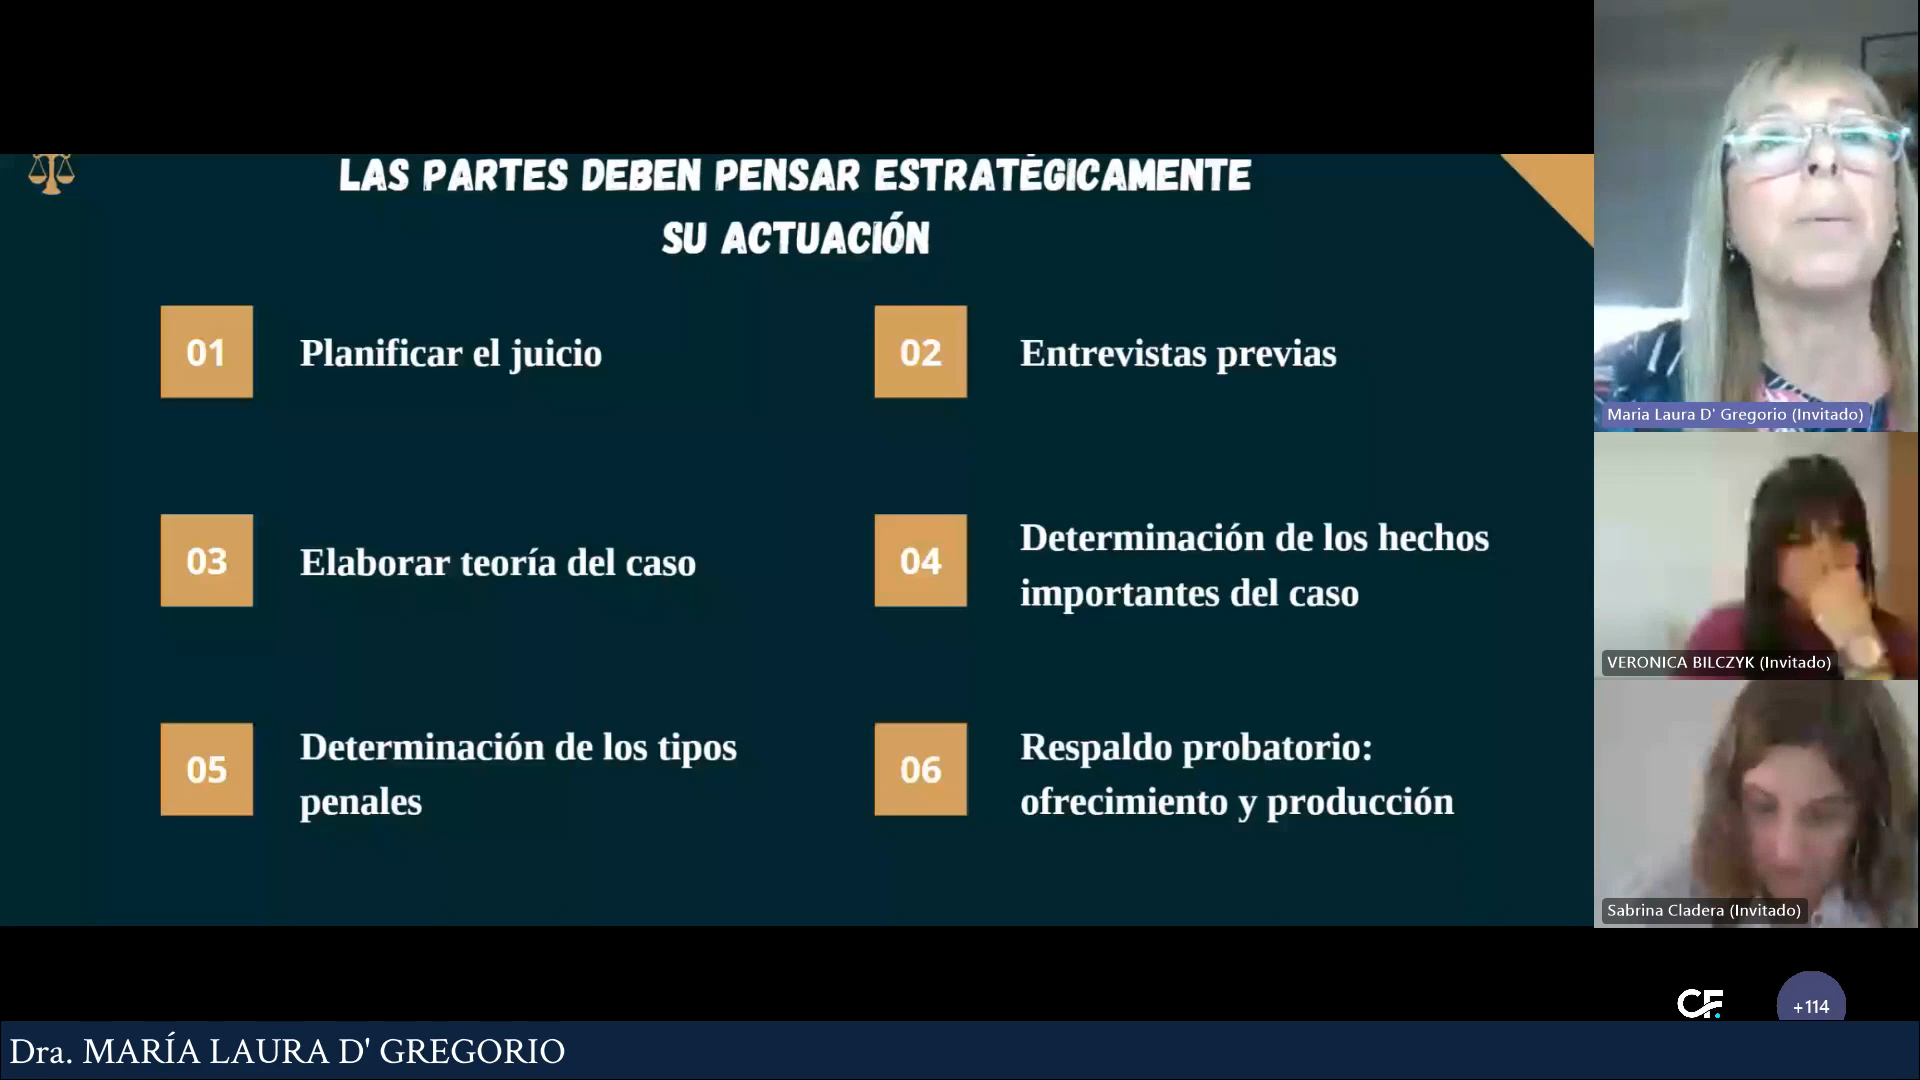 LAS PARTES DEBEN PENSAR ESTRATÉGICAMENTE
SU ACTUACIÓN
01
Planificar el juicio
02
Entrevistas previas
03
Elaborar teoría del caso
04
Determinación de los hechos
importantes del caso
05
Determinación de los tipos
penales
06
Respaldo probatorio:
ofrecimiento y producción
Maria Laura D' Gregorio (Invitado)
VERONICA BILCZYK (Invitado)
Sabrina Cladera (Invitado)
CF.
+114
Dra. MARÍA LAURA D' GREGORIO